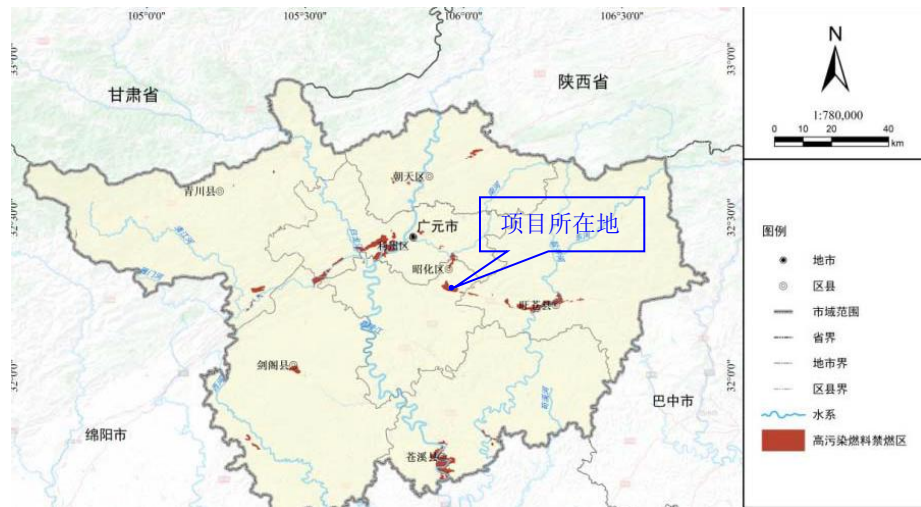 105°0'0"
105°30'0"
106°0'0"
106°30'0"
33°0'0"
33°0'0"
甘肃省
陕西省
青川县
朝天区
广元市
利州区
昭化区
旺苍县
剑阁县
苍溪县
项目所在地
32°30'0"
32°30'0"
32°0'0"
32°0'0"
绵阳市
巴中市
N
1:780,000
0 10 20 40
km
图例
地市
区县
市域范围
省界
地市界
区县界
水系
高污染燃料禁燃区